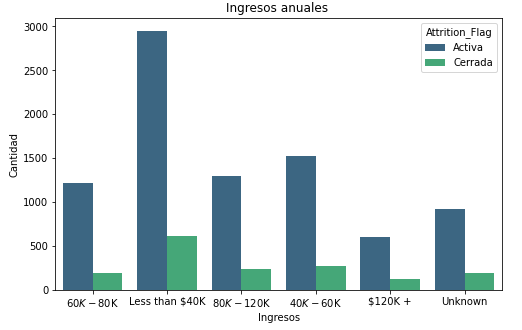 Ingresos anuales
Attrition_Flag
Activa
Cerrada
Cantidad
3000
2500
2000
1500
1000
500
0
60K − 80K Less than $40K 80K − 120K 40K − 60K $120K + Unknown
Ingresos